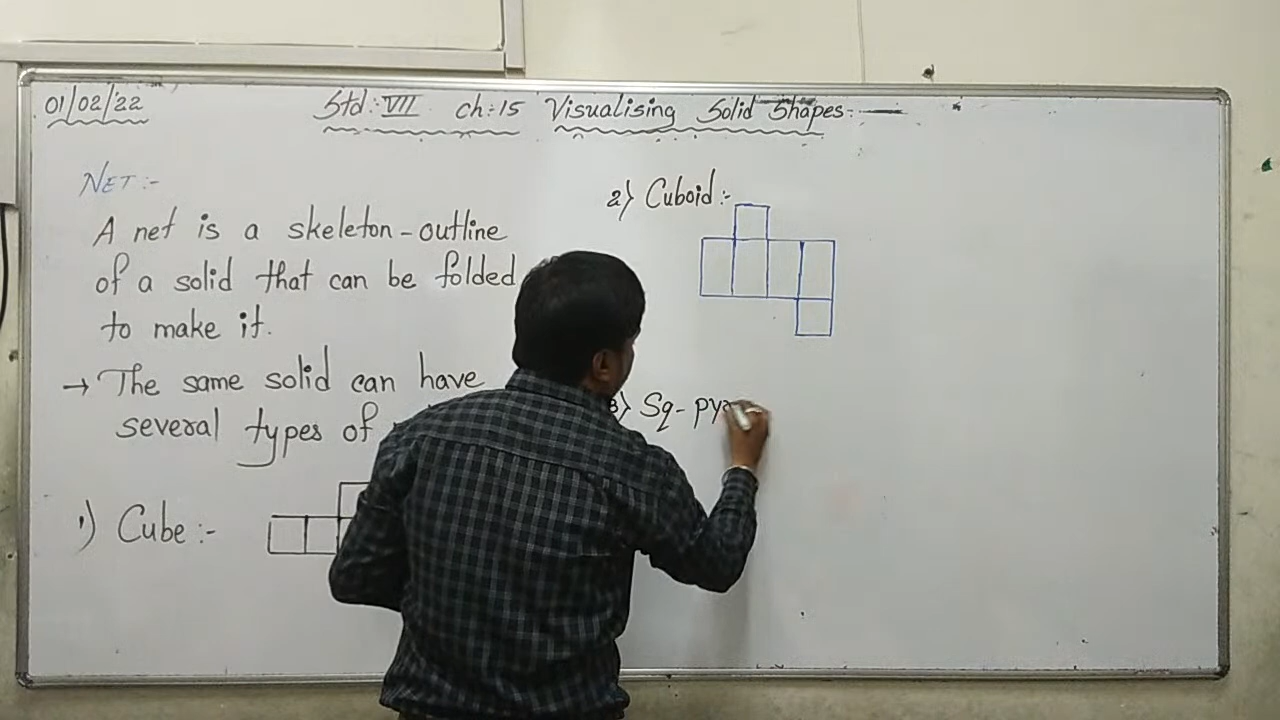 01/02/22
Std:VII ch:15 Visualising Solid Shapes:-
NET:-
A net is a skeleton-outline
of a solid that can be folded
to make it.
→ The same solid can have
several types of
1) Cube:-
2) Cuboid:-
3) Sq- pyr